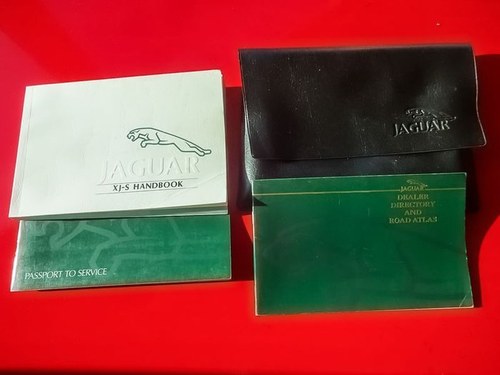 JAGUAR
XJ-S HANDBOOK
PASSPORT TO SERVICE
JAGUAR
JAGUAR
DEALER
DIRECTORY
AND
ROAD ATLAS